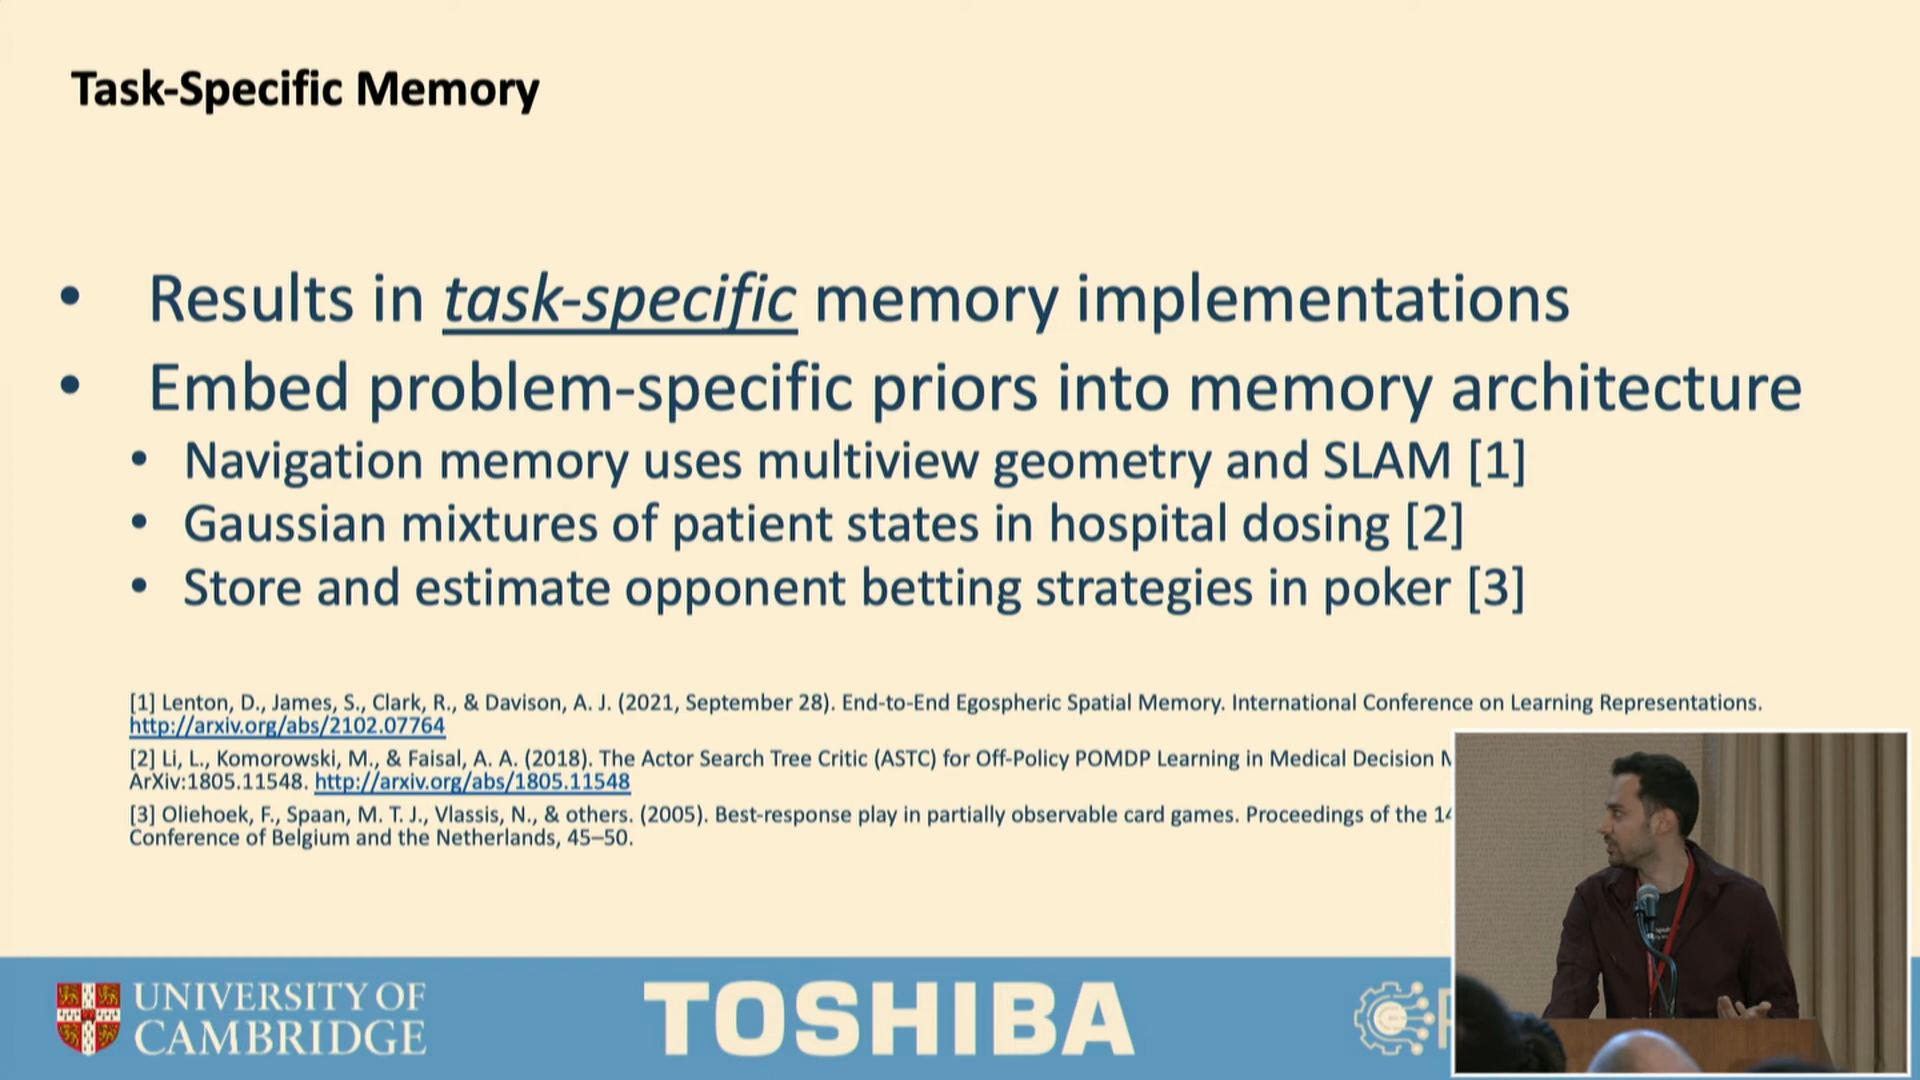 Task-Specific Memory
• Results in task-specific memory implementations
• Embed problem-specific priors into memory architecture
• Navigation memory uses multiview geometry and SLAM [1]
• Gaussian mixtures of patient states in hospital dosing [2]
• Store and estimate opponent betting strategies in poker [3]
[1] Lenton, D., James, S., Clark, R., & Davison, A. J. (2021, September 28). End-to-End Egospheric Spatial Memory. International Conference on Learning Representations.
http://arxiv.org/abs/2102.07764
[2] Li, L., Komorowski, M., & Faisal, A. A. (2018). The Actor Search Tree Critic (ASTC) for Off-Policy POMDP Learning in Medical Decision
ArXiv:1805.11548. http://arxiv.org/abs/1805.11548
[3] Oliehoek, F., Spaan, M. T. J., Vlassis, N., & others. (2005). Best-response play in partially observable card games. Proceedings of the
Conference of Belgium and the Netherlands, 45–50.
UNIVERSITY OF
CAMBRIDGE
TOSHIBA